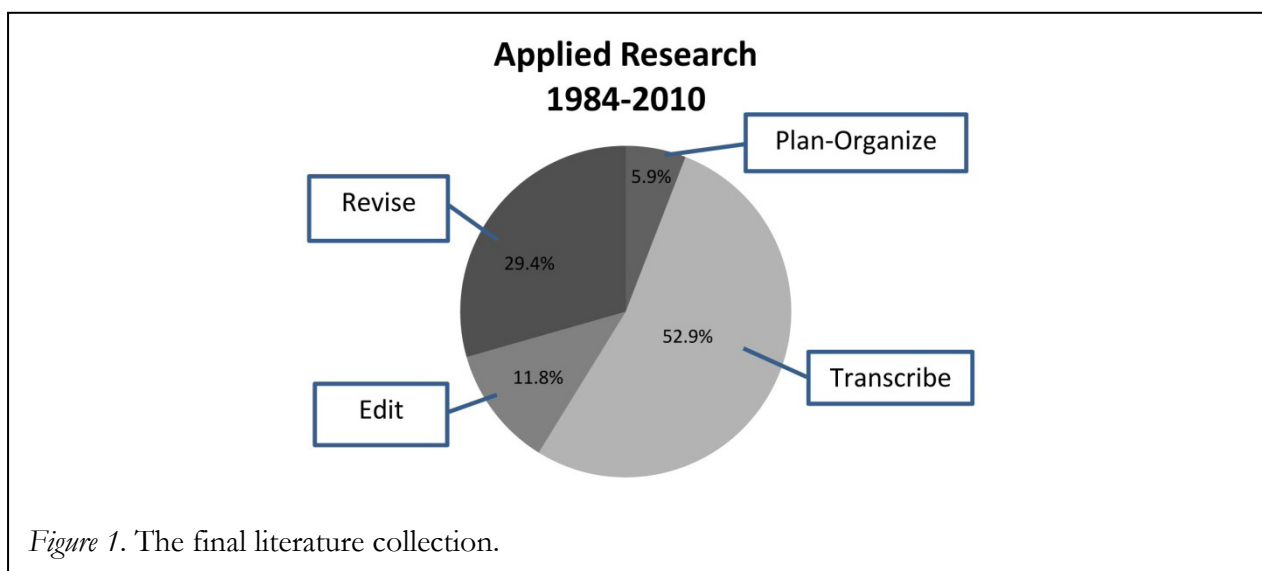 Applied Research
1984-2010
Plan-Organize
5.9%
Revise
29.4%
52.9%
Transcribe
11.8%
Edit
Figure 1. The final literature collection.